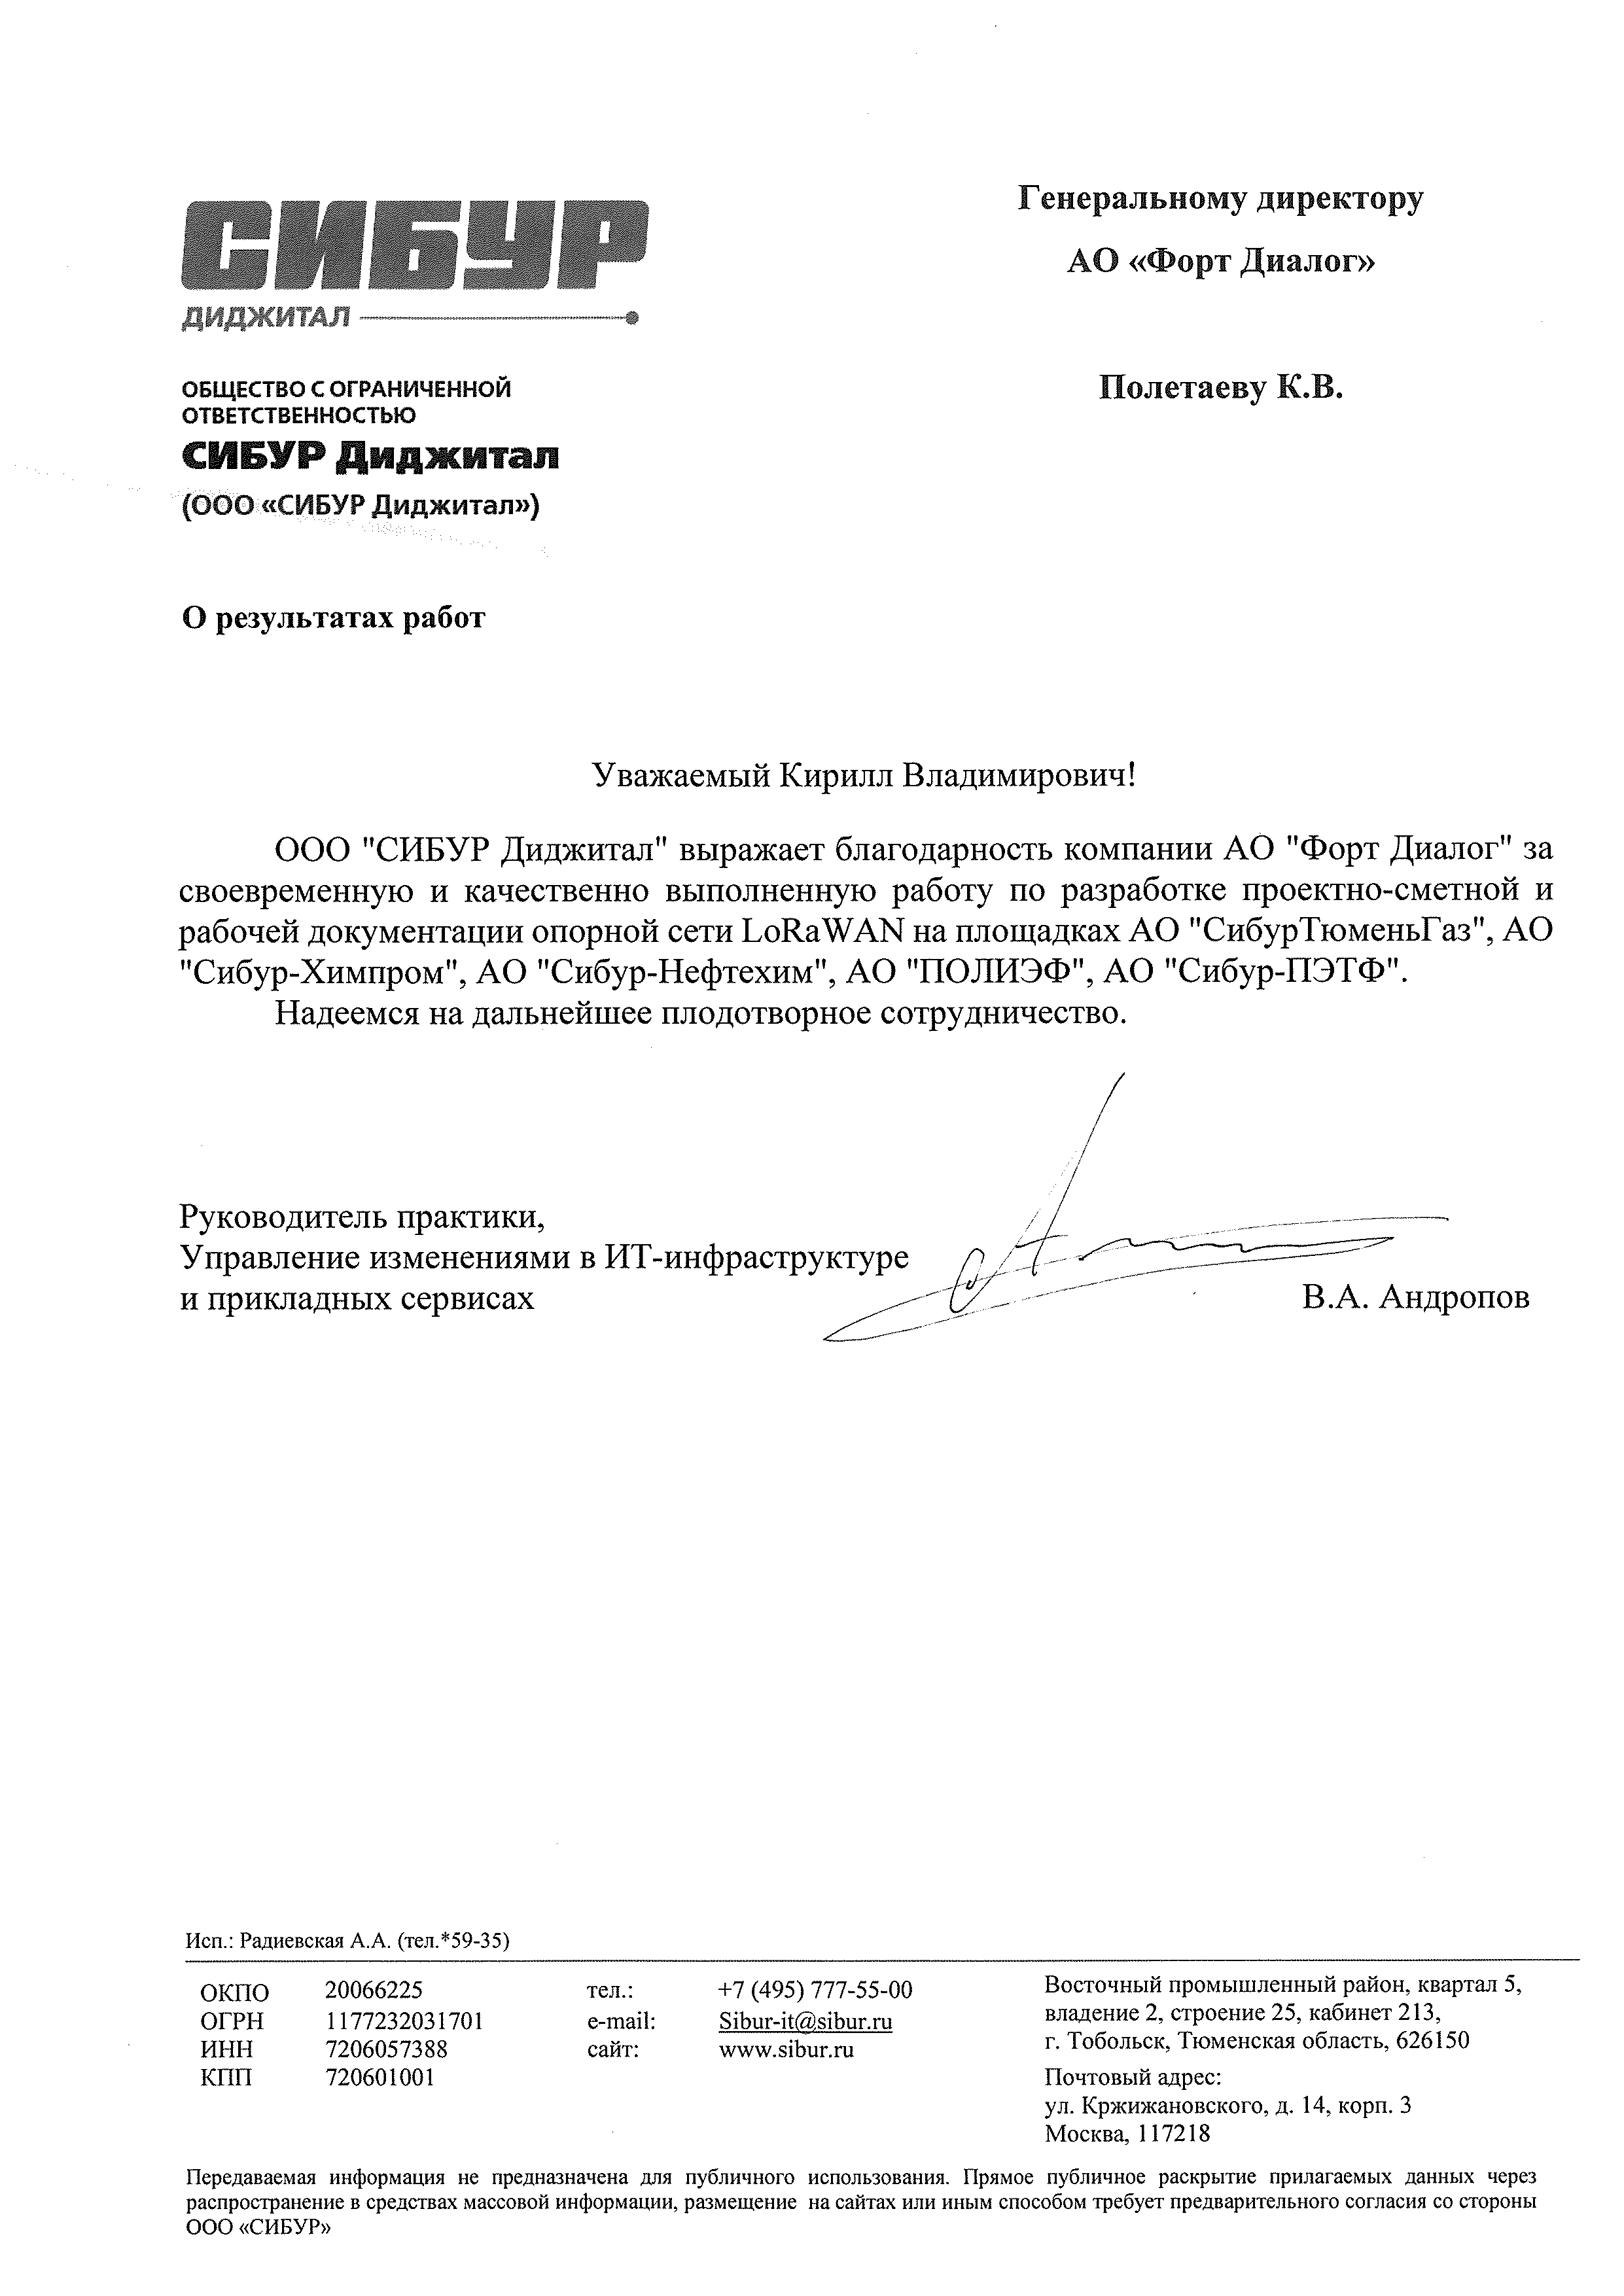 СИБУР
ДИДЖИТАЛ
ОБЩЕСТВО С ОГРАНИЧЕННОЙ
ОТВЕТСТВЕННОСТЬЮ
СИБУР Диджитал
(ООО «СИБУР Диджитал»)
Генеральному директору
АО «Форт Диалог»
Полетаеву К.В.
О результатах работ
Уважаемый Кирилл Владимирович!
ООО "СИБУР Диджитал" выражает благодарность компании АО "Форт Диалог" за
своевременную и качественно выполненную работу по разработке проектно-сметной и
рабочей документации опорной сети LoRaWAN на площадках АО "СибурТюменьГаз", АО
"Сибур-Химпром", АО "Сибур-Нефтехим", АО "ПОЛИЭФ", АО "Сибур-ПЭТФ".
Надеемся на дальнейшее плодотворное сотрудничество.
Руководитель практики,
Управление изменениями в ИТ-инфраструктуре
и прикладных сервисах
В.А. Андропов
Исп.: Радиевская А.А. (тел.*59-35)
ОКПО 20066225
ОГРН 1177232031701
ИНН 7206057388
КПП 720601001
тел.: +7 (495) 777-55-00
e-mail: Sibur-it@sibur.ru
сайт: www.sibur.ru
Восточный промышленный район, квартал 5,
владение 2, строение 25, кабинет 213,
г. Тобольск, Тюменская область, 626150
Почтовый адрес:
ул. Кржижановского, д. 14, корп. 3
Москва, 117218
Передаваемая информация не предназначена для публичного использования. Прямое публичное раскрытие прилагаемых данных через
распространение в средствах массовой информации, размещение на сайтах или иным способом требует предварительного согласия со стороны
ООО «СИБУР»